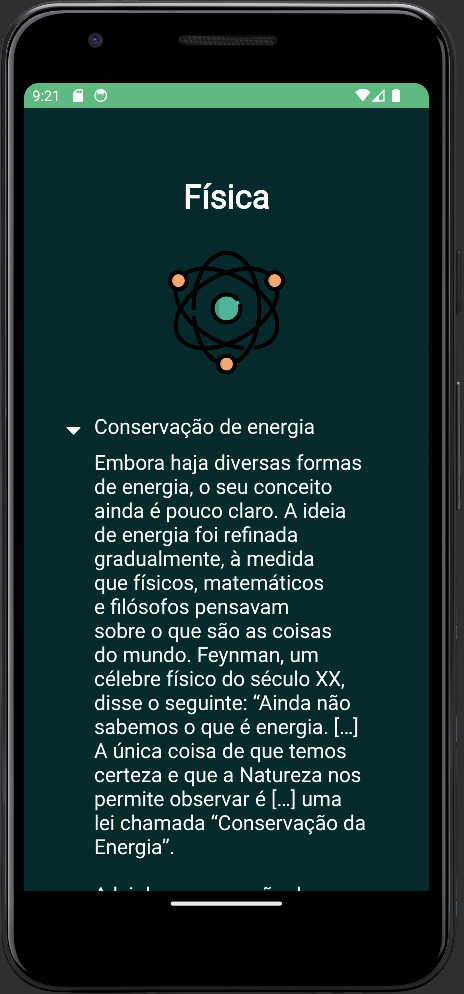 9:21
Física
Conservação de energia
Embora haja diversas formas
de energia, o seu conceito
ainda é pouco claro. A ideia
de energia foi refinada
gradualmente, à medida
que físicos, matemáticos
e filósofos pensavam
sobre o que são as coisas
do mundo. Feynman, um
célebre físico do século XX,
disse o seguinte: “Ainda não
sabemos o que é energia. [...]
A única coisa de que temos
certeza e que a Natureza nos
permite observar é [...] uma
lei chamada “Conservação da
Energia”.